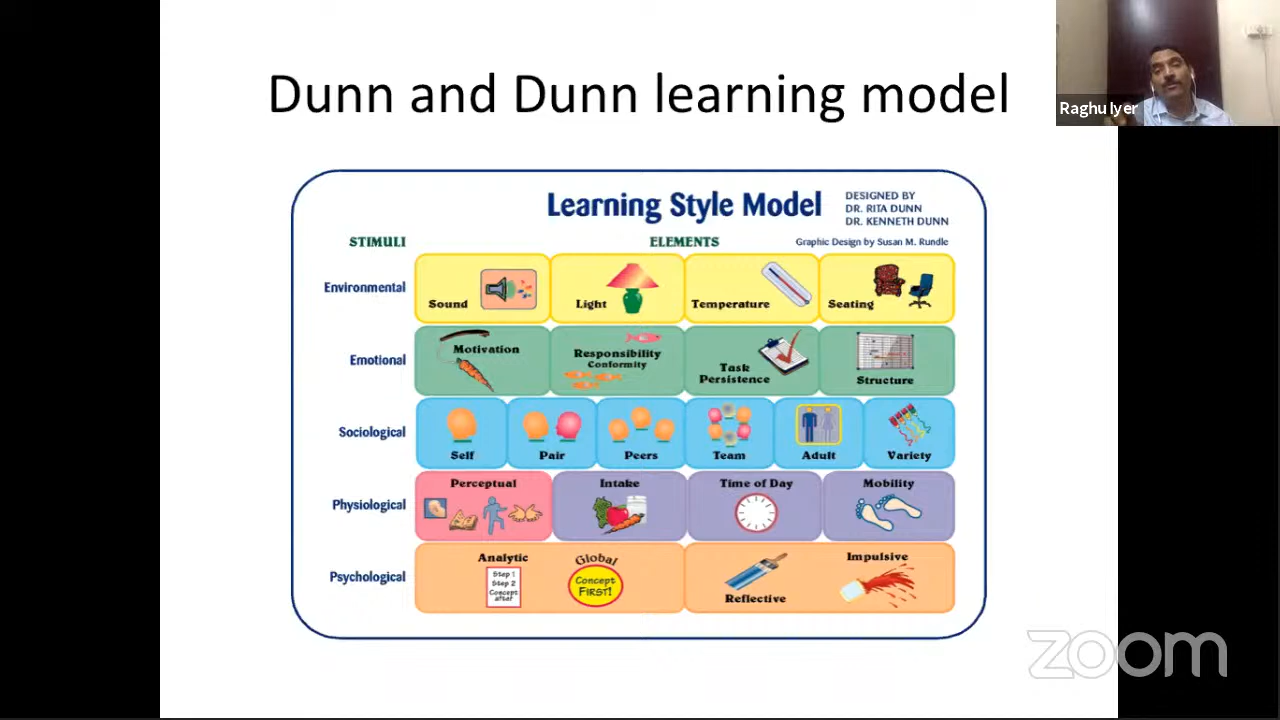 Dunn and Dunn learning model
Raghu Iyer
Learning Style Model
DESIGNED BY
DR. RITA DUNN
DR. KENNETH DUNN
STIMULI
ELEMENTS
Graphic Design by Susan M. Rundle
Environmental
Sound
Light
Temperature
Seating
Emotional
Motivation
Responsibility
Conformity
Task
Persistence
Structure
Sociological
Self
Pair
Peers
Team
Adult
Variety
Physiological
Perceptual
Intake
Time of Day
Mobility
Psychological
Analytic
Step 1
Step 2
Concept
after
Global
Concept
FIRST!
Reflective
Impulsive
zoom